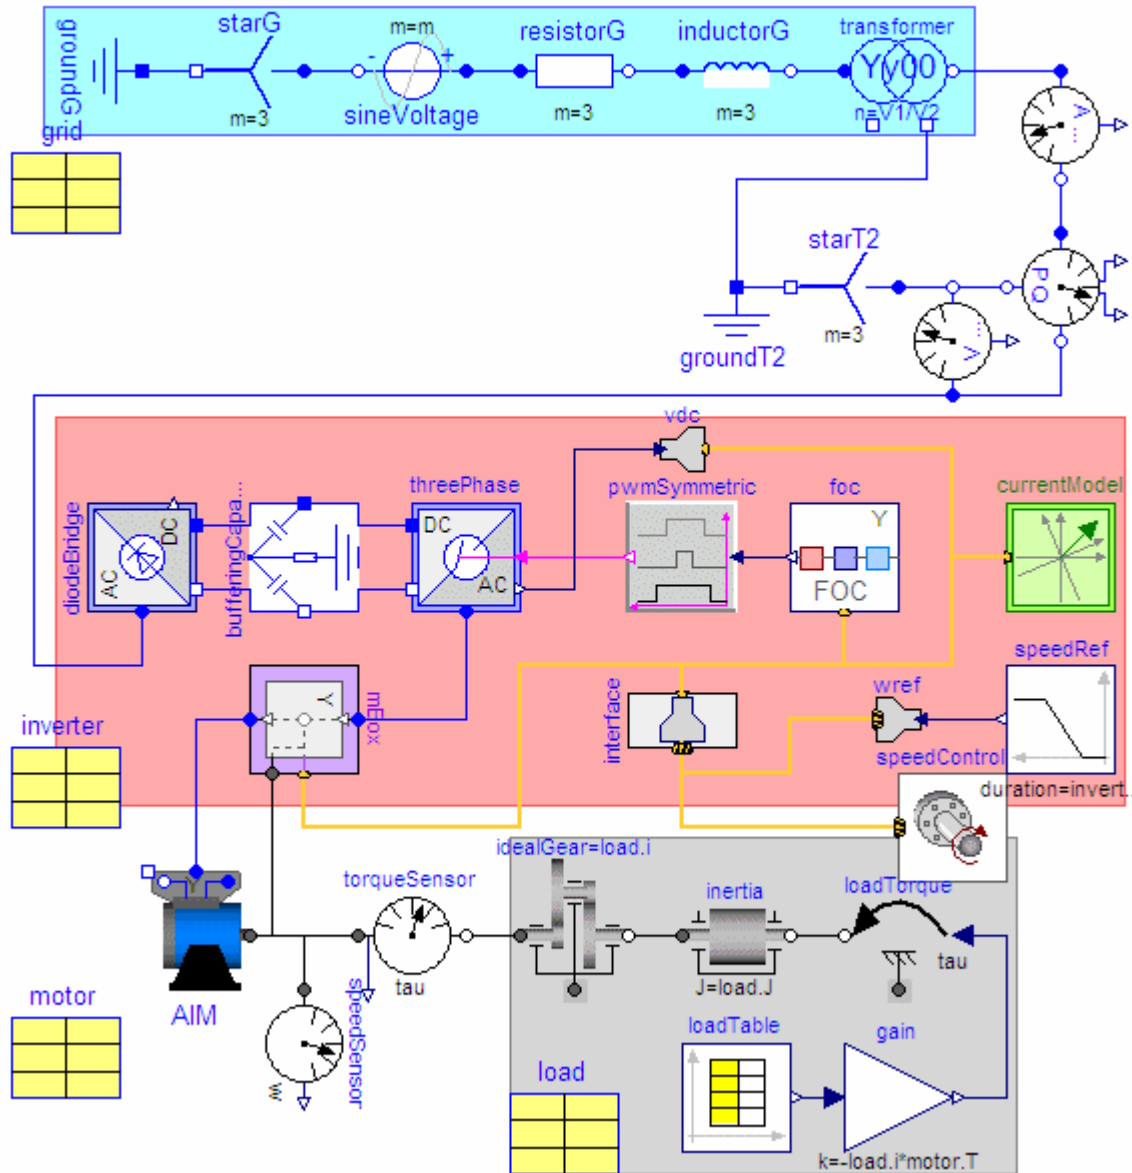 groundG
starG
m=m
- +
resistorG
inductorG
transformer
Yy00
m=3
sineVoltage
m=3
m=3
n=V1/V2
grid
A
...
starT2
PQ
m=3
V
...
groundT2
vdc
threePhase
pwmSymmetric
foc
currentModel
diodeBridge
AC
DC
bufferingCapa...
DC
AC
Y
FOC
speedRef
mBox
Y
interface
wref
inverter
speedControl
duration=invert...
idealGear=load.i
torqueSensor
inertia
loadTorque
Y
tau
speedSensor
J=load.J
tau
motor
AIM
loadTable
gain
w
load
k=-load.i*motor.T